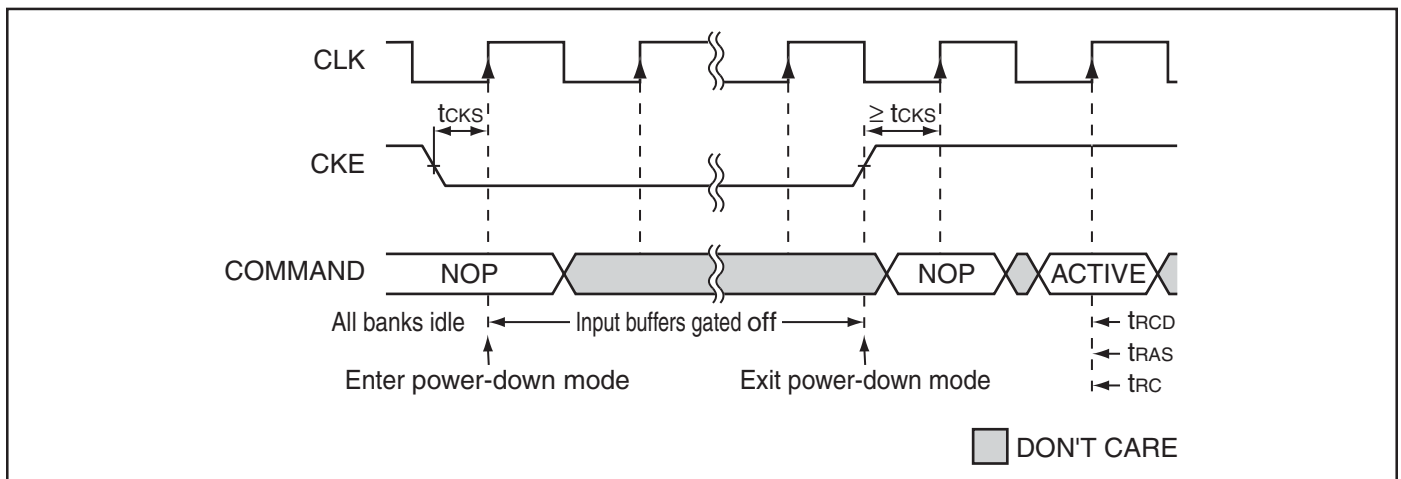 CLK
tCKS
≥ tCKS
CKE
COMMAND
NOP
NOP
ACTIVE
All banks idle
Input buffers gated off
tRCD
tRAS
tRC
Enter power-down mode
Exit power-down mode
DON'T CARE